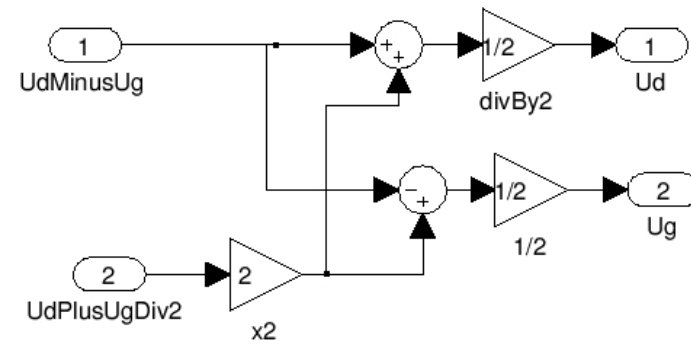 1
UdMinusUg
+
+
1/2
divBy2
1
Ud
−
+
1/2
1/2
2
Ug
2
UdPlusUgDiv2
2
x2